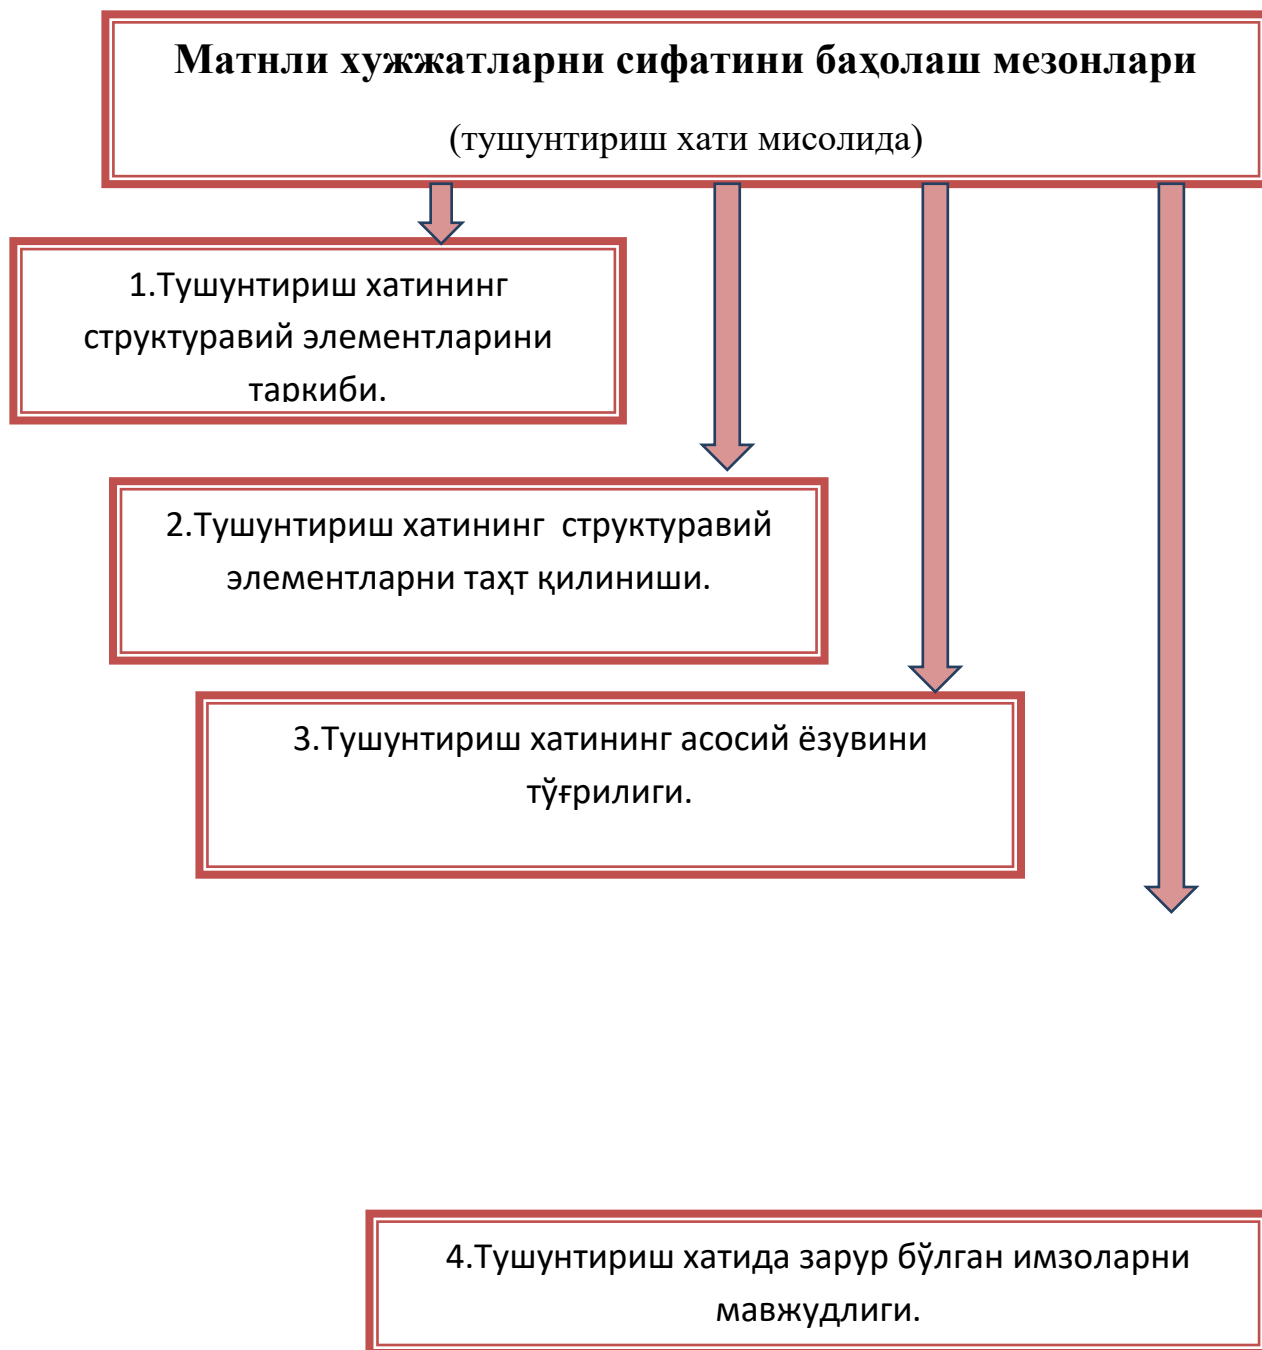 Матнли хужжатларни сифатини баҳолаш мезонлари
(тушунтириш хати мисолида)
1.Тушунтириш хатининг
структуравий элементларини
таркиби.
2.Тушунтириш хатининг структуравий
элементларни таҳт қилиниши.
3.Тушунтириш хатининг асосий ёзувини
тўғрилиги.
4.Тушунтириш хатида зарур бўлган имзоларни
мавжудлиги.